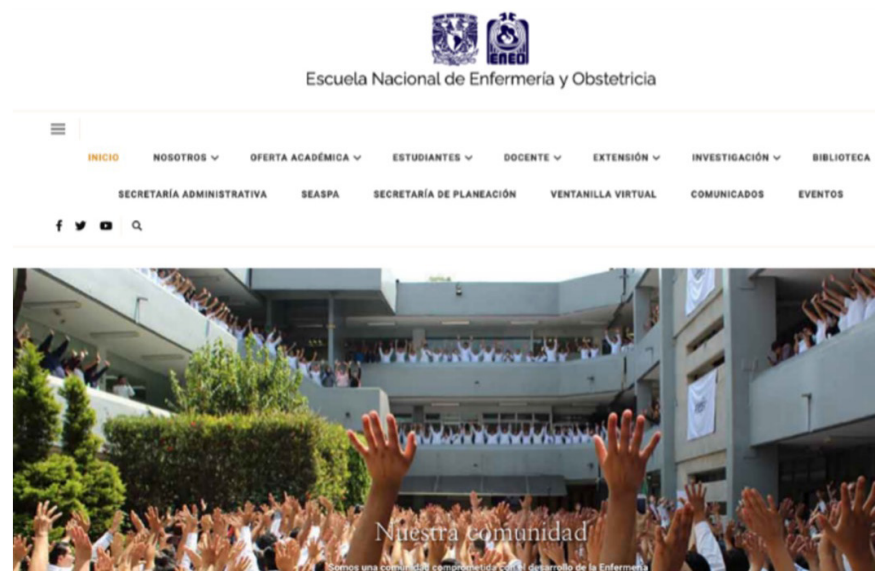 ENEO
Escuela Nacional de Enfermería y Obstetricia
INICIO NOSOTROS OFERTA ACADÉMICA ESTUDIANTES DOCENTE EXTENSIÓN INVESTIGACIÓN BIBLIOTECA
SECRETARÍA ADMINISTRATIVA SEASPA SECRETARÍA DE PLANEACIÓN VENTANILLA VIRTUAL COMUNICADOS EVENTOS
Nuestra comunidad
Somos una comunidad comprometida con el desarrollo de la Enfermería